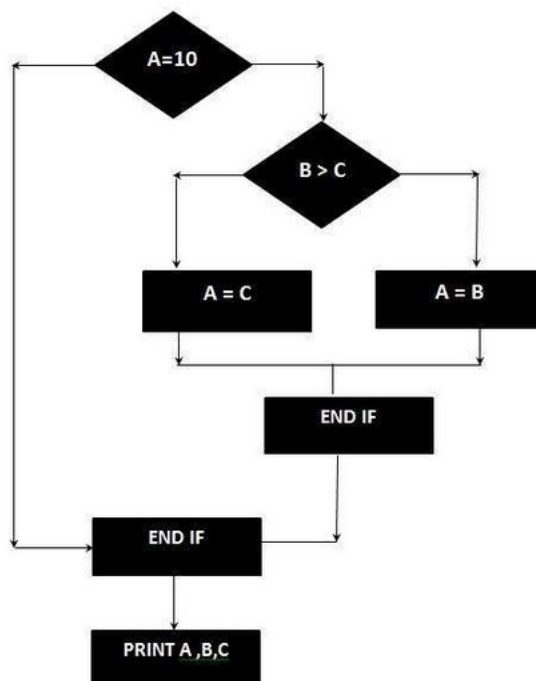 A=10
B > C
A = C
A = B
END IF
END IF
PRINT A ,B,C